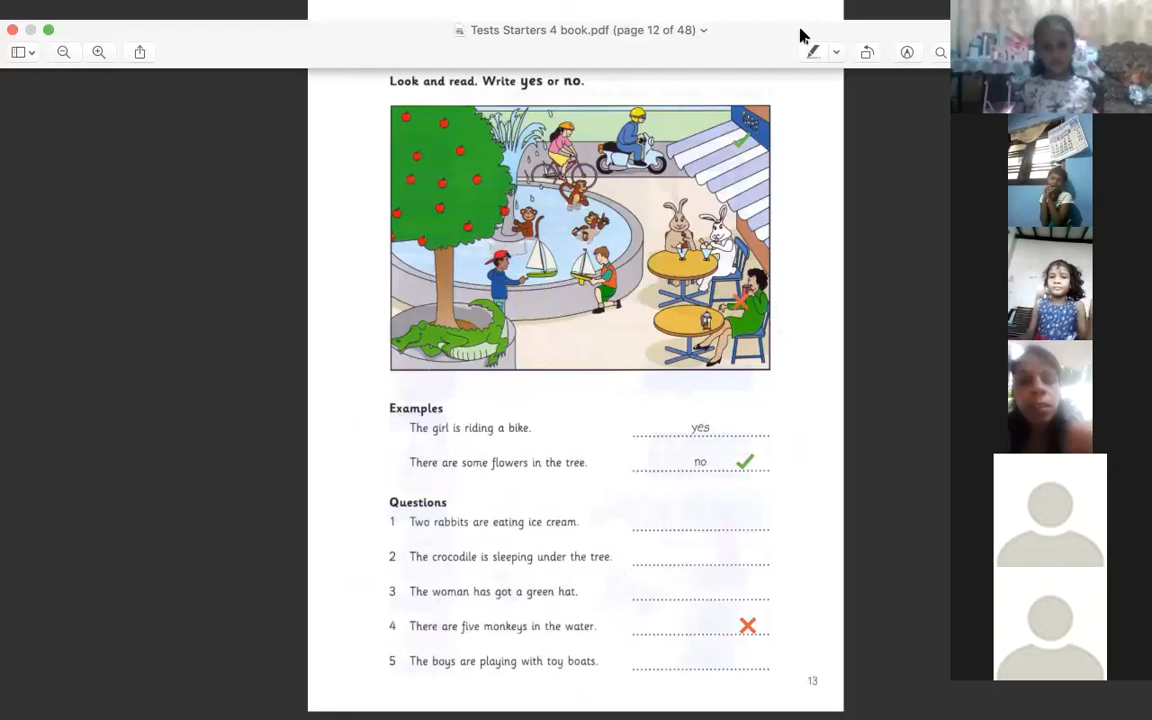 Tests Starters 4 book.pdf (page 12 of 48)
Look and read. Write yes or no.
Examples
The girl is riding a bike. yes
There are some flowers in the tree. no
Questions
1 Two rabbits are eating ice cream.
2 The crocodile is sleeping under the tree.
3 The woman has got a green hat.
4 There are five monkeys in the water.
5 The boys are playing with toy boats.
13